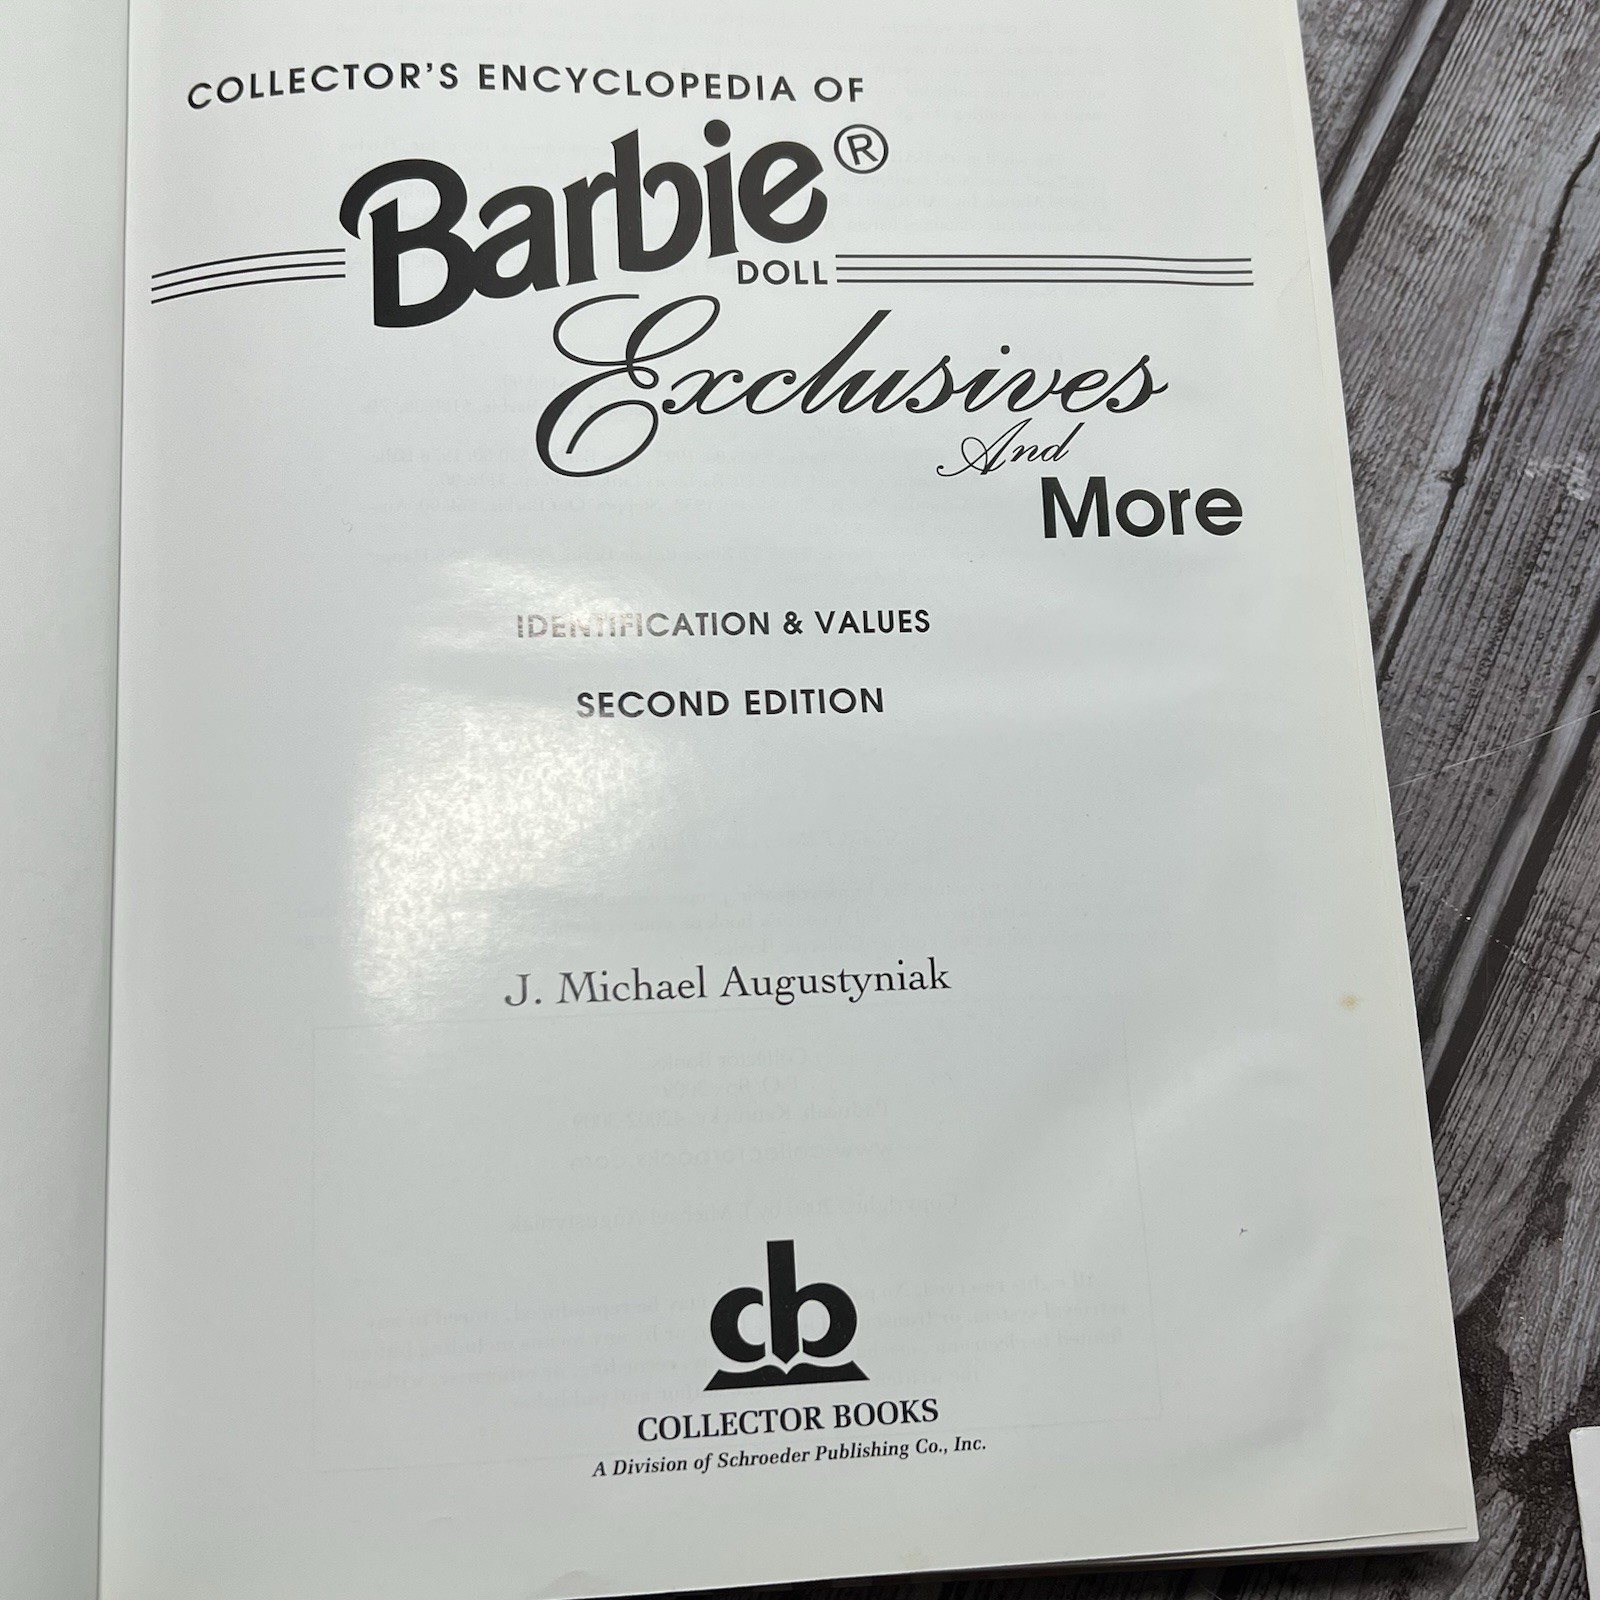 COLLECTOR'S ENCYCLOPEDIA OF
Barbie®
DOLL
Exclusives
And
More
IDENTIFICATION & VALUES
SECOND EDITION
J. Michael Augustyniak
cb
COLLECTOR BOOKS
A Division of Schroeder Publishing Co., Inc.